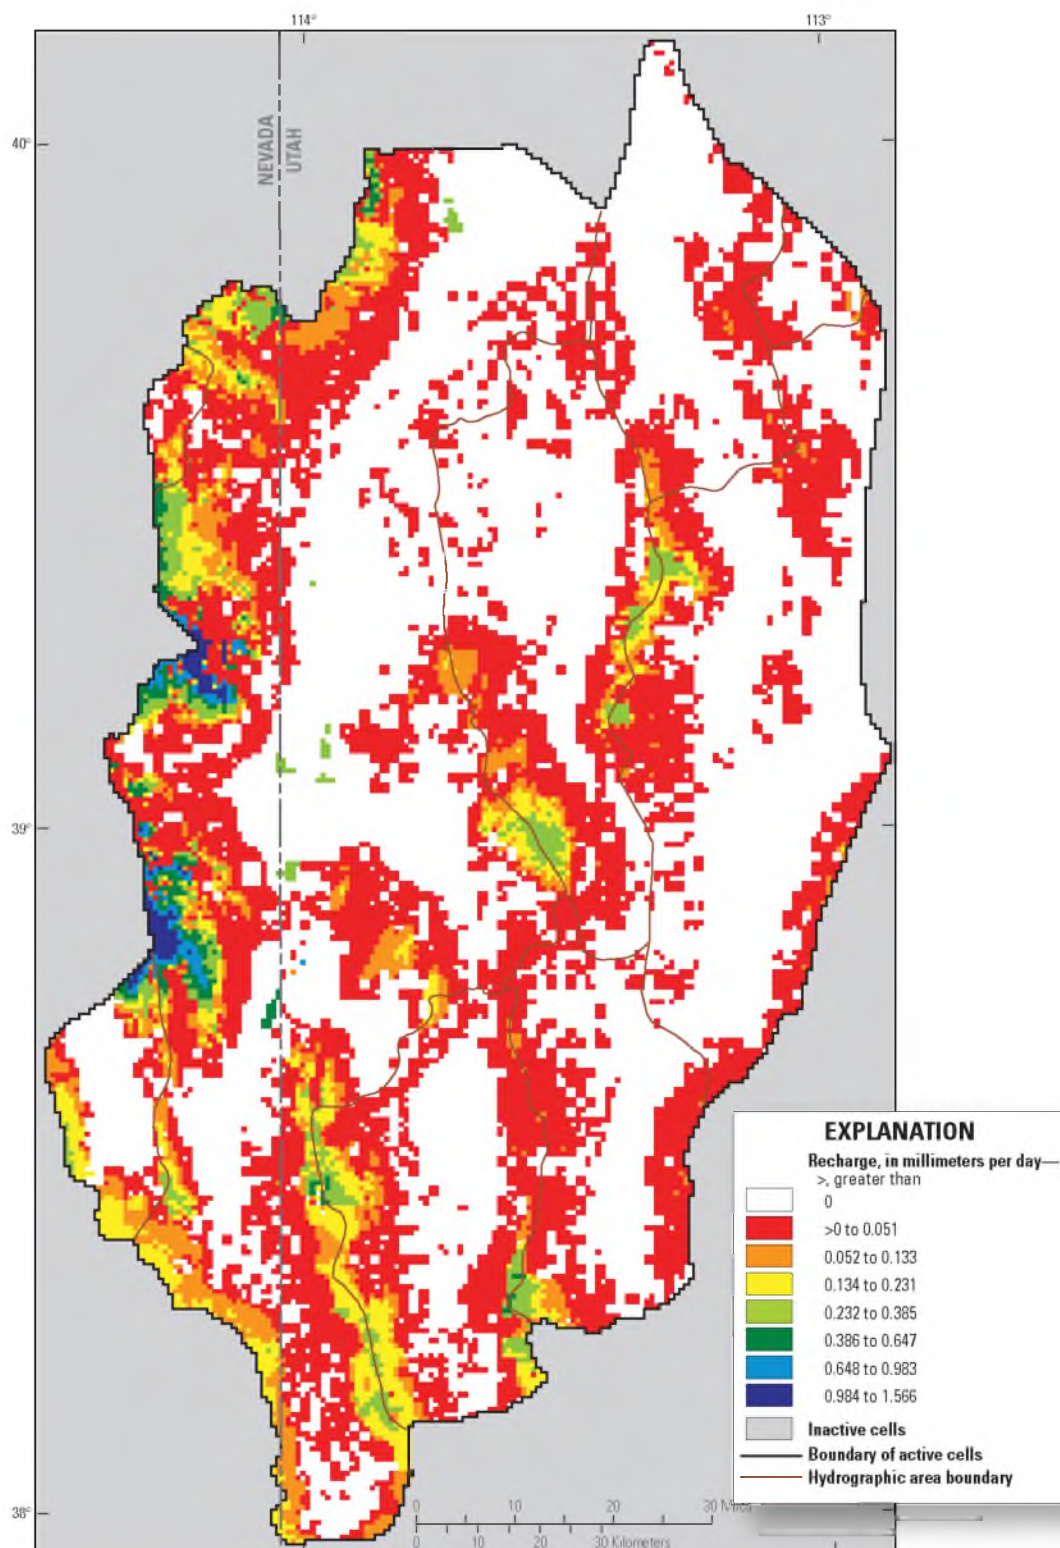 114°
113°
40°
NEVADA
UTAH
39°
EXPLANATION
Recharge, in millimeters per day—
>, greater than
0
>0 to 0.051
0.052 to 0.133
0.134 to 0.231
0.232 to 0.385
0.386 to 0.647
0.648 to 0.983
0.984 to 1.566
Inactive cells
Boundary of active cells
Hydrographic area boundary
38°
0 10 20 30 Miles
0 10 20 30 Kilometers